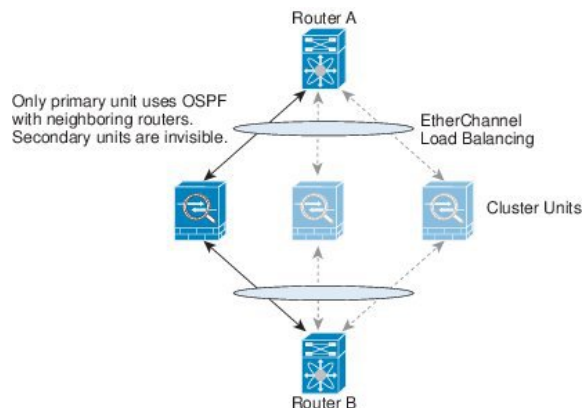 Router A
Only primary unit uses OSPF
with neighboring routers.
Secondary units are invisible.
EtherChannel
Load Balancing
Cluster Units
Router B